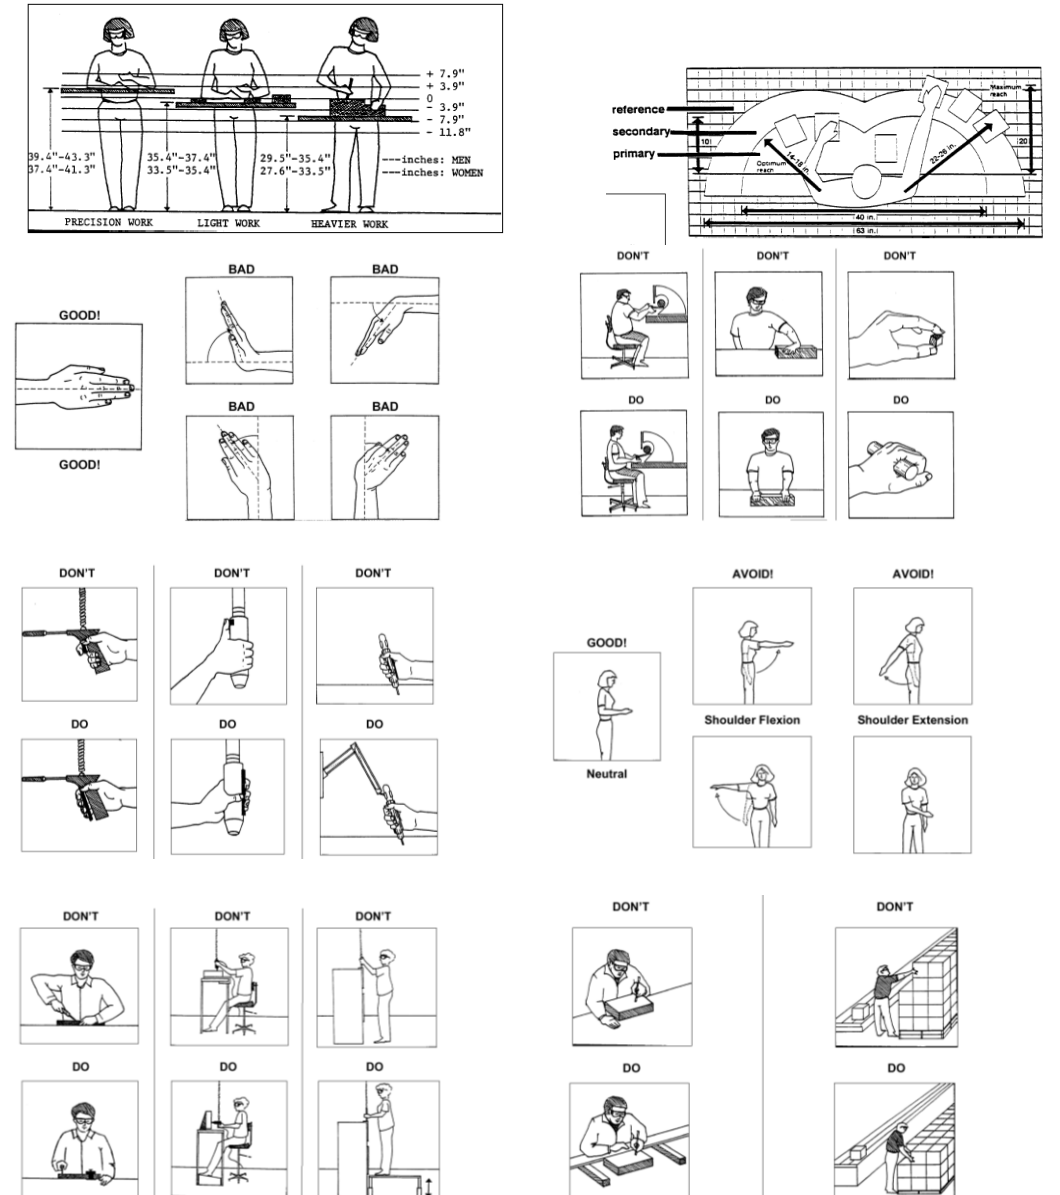 + 7.9"
+ 3.9"
0
- 3.9"
- 7.9"
- 11.8"
39.4"-43.3" 35.4"-37.4" 29.5"-35.4" ---inches: MEN
37.4"-41.3" 33.5"-35.4" 27.6"-33.5" ---inches: WOMEN
PRECISION WORK LIGHT WORK HEAVIER WORK
Maximum
reach
reference
secondary
primary
10
20
Optimum
reach
14-18 in.
22-26 in.
40 in.
63 in.
GOOD!
GOOD!
BAD BAD
BAD BAD
DON'T DON'T DON'T
DO DO DO
DON'T DON'T DON'T
DO DO DO
GOOD!
Neutral
AVOID! AVOID!
Shoulder Flexion Shoulder Extension
DON'T DON'T DON'T
DO DO DO
DON'T DON'T
DO DO